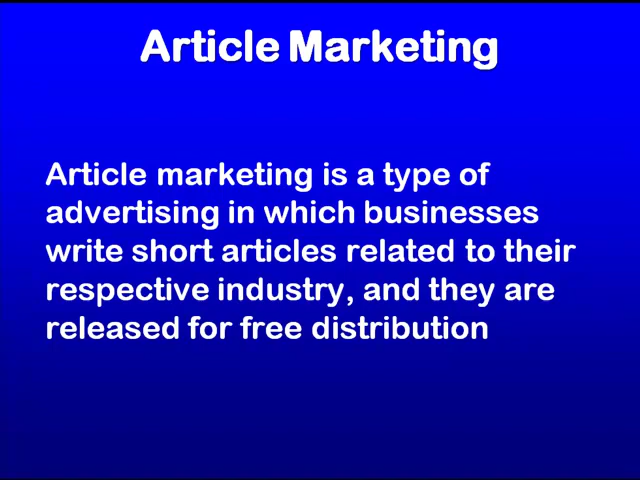 Article Marketing
Article marketing is a type of
advertising in which businesses
write short articles related to their
respective industry, and they are
released for free distribution